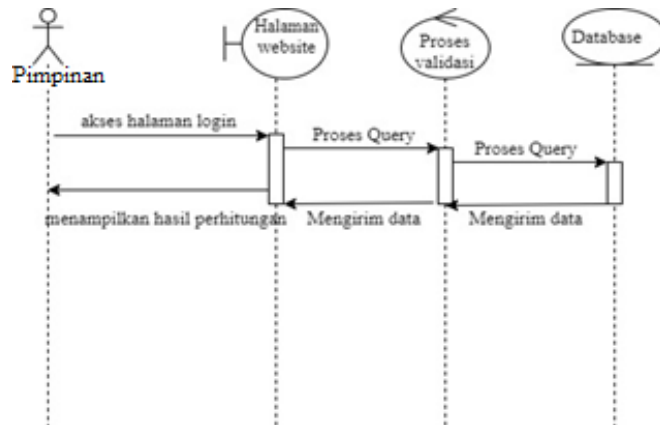 Pimpinan
Halaman
website
Proses
validasi
Database
akses halaman login
Proses Query
Proses Query
menampilkan hasil perhitungan
Mengirim data
Mengirim data